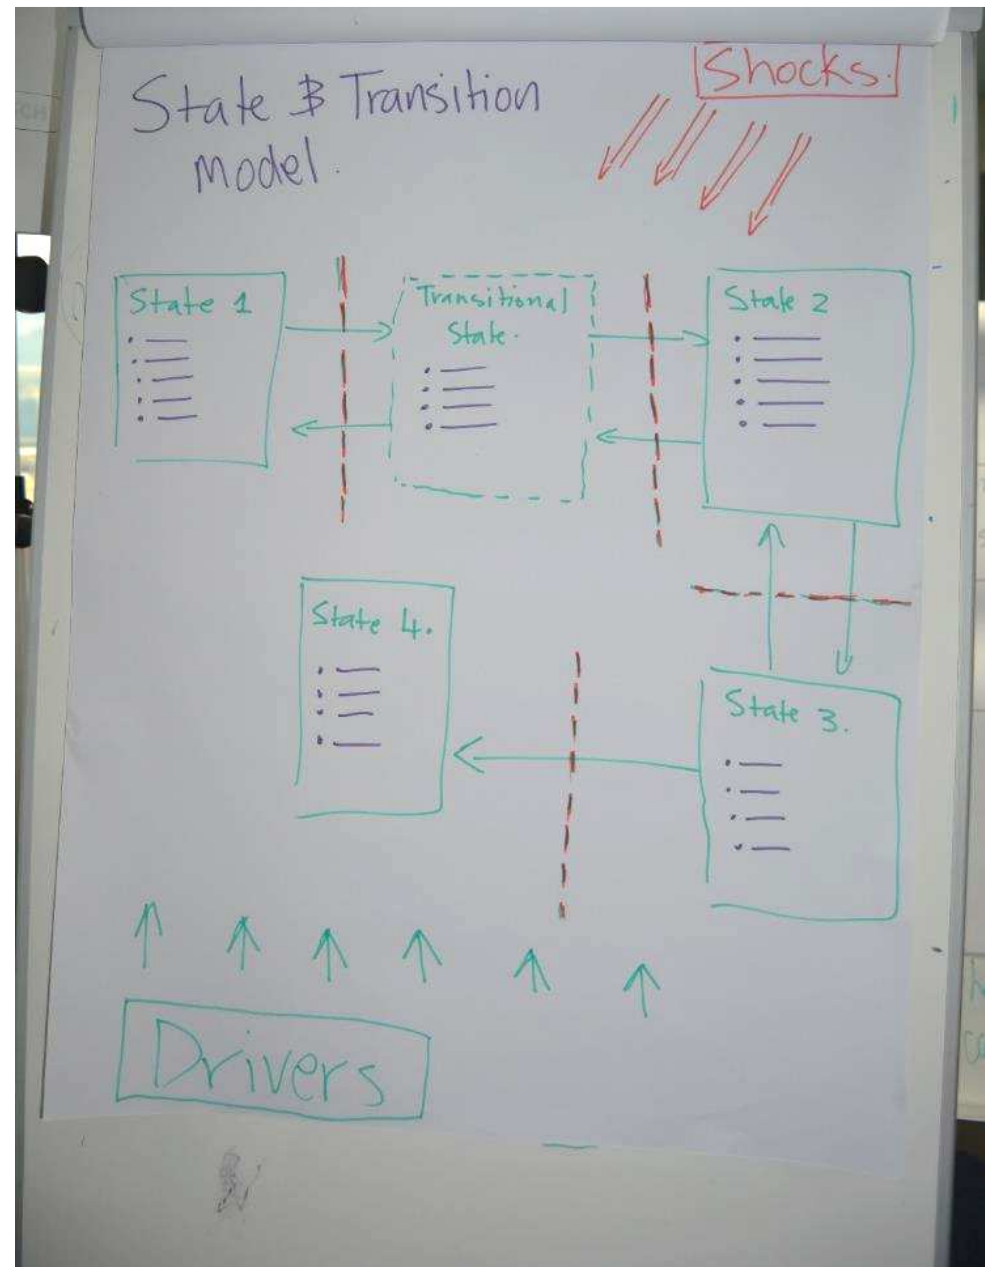 State & Transition
Model.
Shocks.
State 1
Transitional
State.
State 2
State 4.
State 3.
Drivers